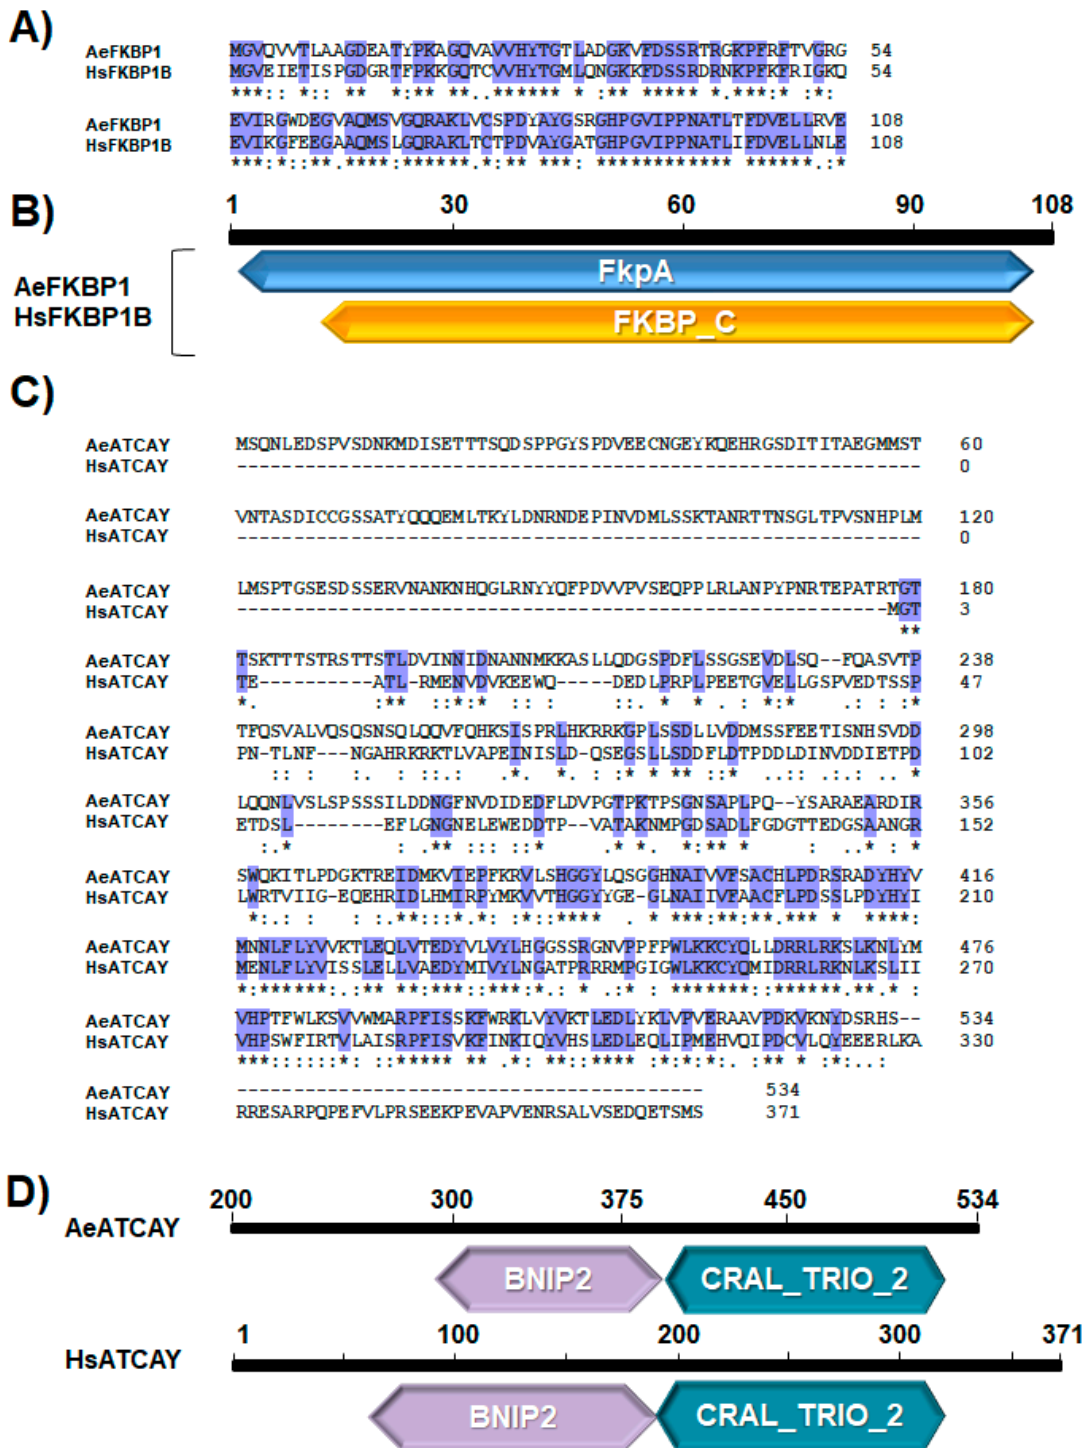 A)
AeFKBP1 MGVQVVTLAAGDEATYPKAGQVAVVHYTGTLADGKVFDSSRTRGKPFRFTVGRG 54
HsFKBP1B MGVEIETISPGDGRTFPKKGQTCVVHYTGMLQNGKKFDSSRDRNKPFKFRIGKQ 54
***:: *:: ** *:** **..****** * :** ***** *.***:* :*:
AeFKBP1 EVIRGWDEGVAQMSVGQRAKLVCSPDYAYGSRGHPGVIPPNATLTFDVELLRVE 108
HsFKBP1B EVIKGFEEGAAQMSLGQRAKLTCTPDVAYGATGHPGVIPPNATLIFDVELLNLE 108
***:*::**.****:******.*:** ***: ************ ******.:*
B)
1 30 60 90 108
AeFKBP1
HsFKBP1B
FkpA
FKBP_C
C)
AeATCAY MSQNLEDSPVSDNKMDISETTTTSQDSPPGYSPDVEECNGEYKQEHRGSDITITAEGMMST 60
HsATCAY ------------------------------------------------------------ 0
AeATCAY VNTASDICCGSSATYQQQEMLTKYLDNRNDEPINVDMLSSKTANRTTNSGLTPVSNHPLM 120
HsATCAY ------------------------------------------------------------ 0
AeATCAY LMSPTGSESDSSERVNANKNHQGLRNYYQFPDVVPVSEQPPLRLANPYPNRTEPATRTGT 180
HsATCAY ---------------------------------------------------------MGT 3
**
AeATCAY TSKTTTSTRSTTSTLDVINNIDNANNMKKASLLQDGSPDFLSSGSEVDLSQ--FQASVTP 238
HsATCAY TE----------ATL-RMENVDVKEEWQ-----DEDLPRPLPEETGVELLGSPVEDTSSP 47
*. :** ::*:* :: : ::. * *. : *:* .: : :*
AeATCAY TFQSVALVQSQSNSQLQQVFQHKSISPRLHKRRKGPLSSDLLVDDMSSFEETISNHSVDD 298
HsATCAY PN-TLNF---NGAHRKRKTLVAPEINISLD-QSEGSLLSDDFLDTPDDLDINVDDIETPD 102
:: : :. : ::.: .*. *. : * * ** ::* ..:: .:.: .. *
AeATCAY LQQNLVSLSPSSSILDDNGFNVDIDEDFLDVPGTPKTPSGNSAPLPQ--YSARAEARDIR 356
HsATCAY ETDSL--------EFLGNGNELEWEDDTP--VATAKNMPGDSADLFGDGTTEDGSAANGR 152
:.* : .** ::: ::* .*.*. *:** * : .* : *
AeATCAY SWQKITLPDGKTREIDMKVIEPFKRVLSHGGYLQSGGHNAIVVFSACHLPDRSRADYHYV 416
HsATCAY LWRTVIIG-EQEHRIDLHMIRPYMKVVTHGGYYGE-GLNAIIVFAACFLPDSSLPDYHYI 210
*:.: : : :.**:::*.*: :*::**** . * ***:**:**.*** * ****:
AeATCAY MNNLFLYVVKTLEQLVTEDYVLVYLHGGSSRGNVPPFPWLKKCYQLLDRRLRKSLKNLYM 476
HsATCAY MENLFLYVISSLELLVAEDYMIVYLNGATPRRRMPGIGWLKKCYQMIDRRLRKNLKSLII 270
*:******:.:** **:***::***:*.: * .:* : *******::******.**.* :
AeATCAY VHPTFWLKSVVWMARPFISSKFWRKLVYVKTLEDLYKLVPVERAAVPDKVKNYDSRHS-- 534
HsATCAY VHPSWFIRTVLAISRPFISVKFINKIQYVHSLEDLEQLIPMEHVQIPDCVLQYEEERLKA 330
***::::::*: ::***** ** .*: **::**** :*:*:*:. :** * :*:..:
AeATCAY ----------------------------------------- 534
HsATCAY RRESARPQPEFVLPRSEEKPEVAPVENRSALVSEDQETSMS 371
D)
200 300 375 450 534
AeATCAY
BNIP2 CRAL_TRIO_2
1 100 200 300 371
HsATCAY
BNIP2 CRAL_TRIO_2